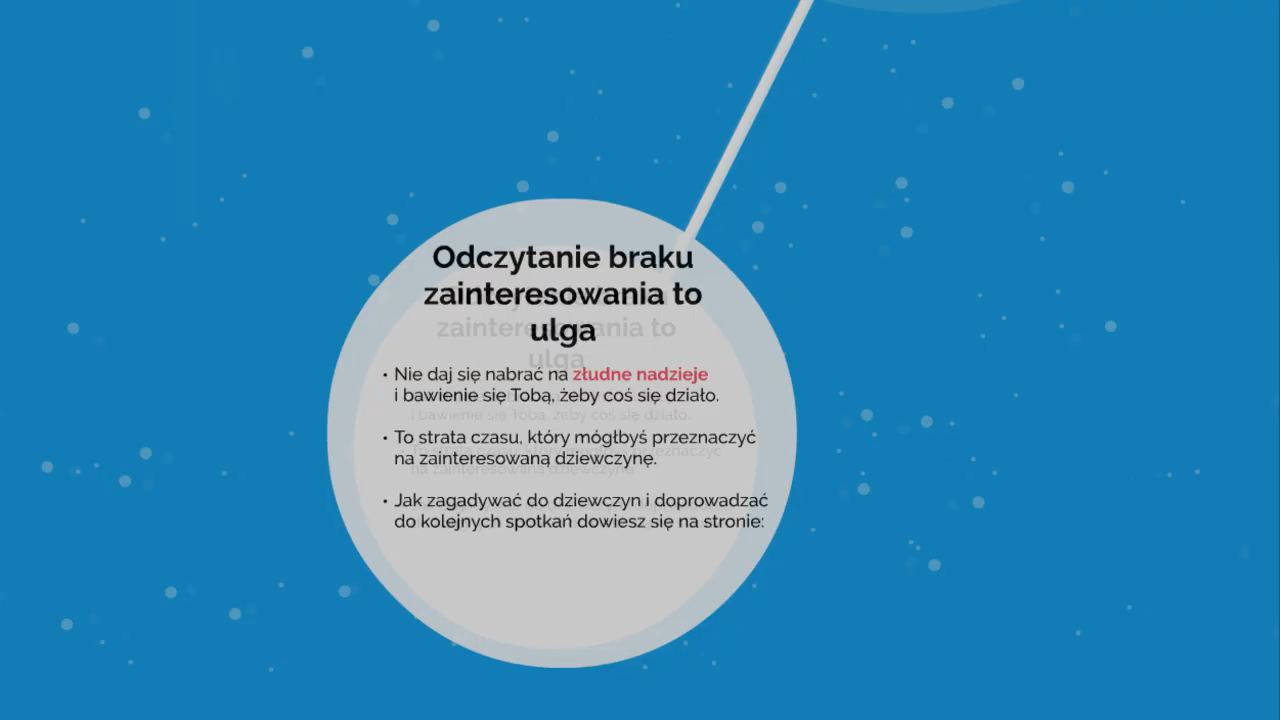 Odczytanie braku
zainteresowania to
ulga
• Nie daj się nabrać na złudne nadzieje
i bawienie się Tobą, żeby coś się działo.
• To strata czasu, który mógłbyś przeznaczyć
na zainteresowaną dziewczynę.
• Jak zagadywać do dziewczyn i doprowadzać
do kolejnych spotkań dowiesz się na stronie: